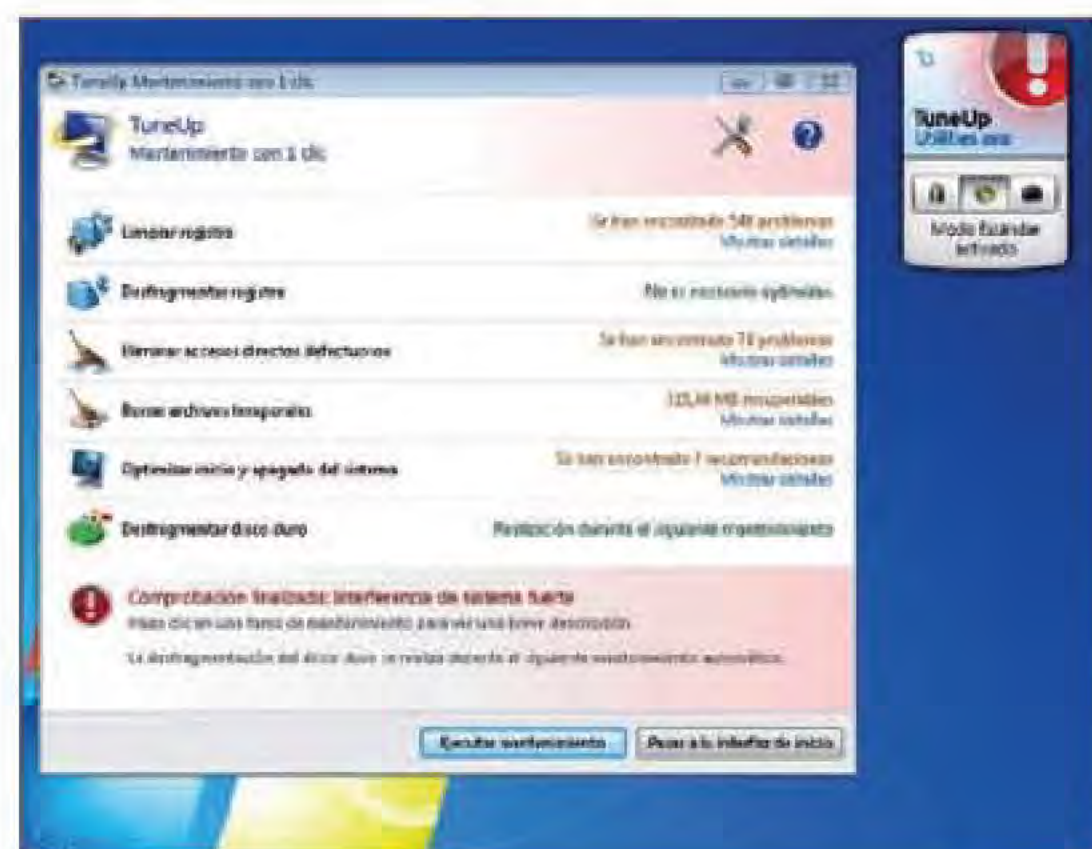 TuneUp Mantenimiento con 1 clic
TuneUp
Mantenimiento con 1 clic
Limpiar registro
Se han encontrado 548 problemas
Mostrar detalles
Desfragmentar registro
No es necesario optimizar
Eliminar accesos directos defectuosos
Se han encontrado 78 problemas
Mostrar detalles
Borrar archivos temporales
MB recuperables
Mostrar detalles
Optimizar inicio y apagado del sistema
Se han encontrado 7 recomendaciones
Mostrar detalles
Desfragmentar disco duro
Realización durante el siguiente mantenimiento
Comprobación finalizada: Interferencia de sistema fuerte
Haga clic en una tarea de mantenimiento para ver una breve descripción.
La desfragmentación del disco duro se realiza durante el siguiente mantenimiento automático.
Ejecutar mantenimiento
Pasar a la interfaz de inicio
TuneUp
Utilities
Modo Estándar
activado